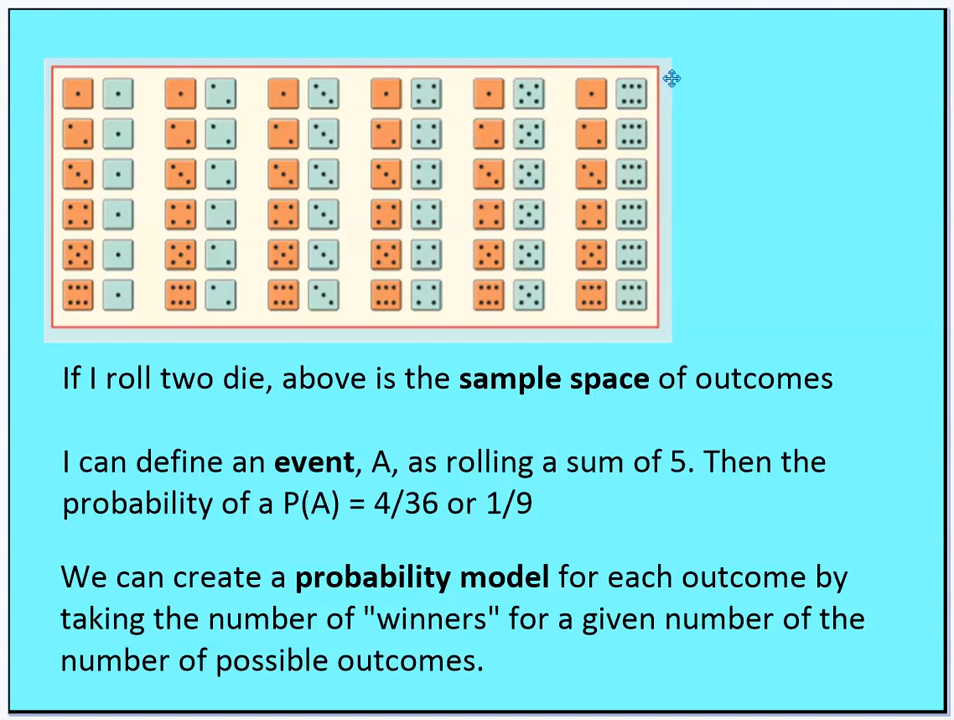 If I roll two die, above is the sample space of outcomes
I can define an event, A, as rolling a sum of 5. Then the
probability of a P(A) = 4/36 or 1/9
We can create a probability model for each outcome by
taking the number of "winners" for a given number of the
number of possible outcomes.